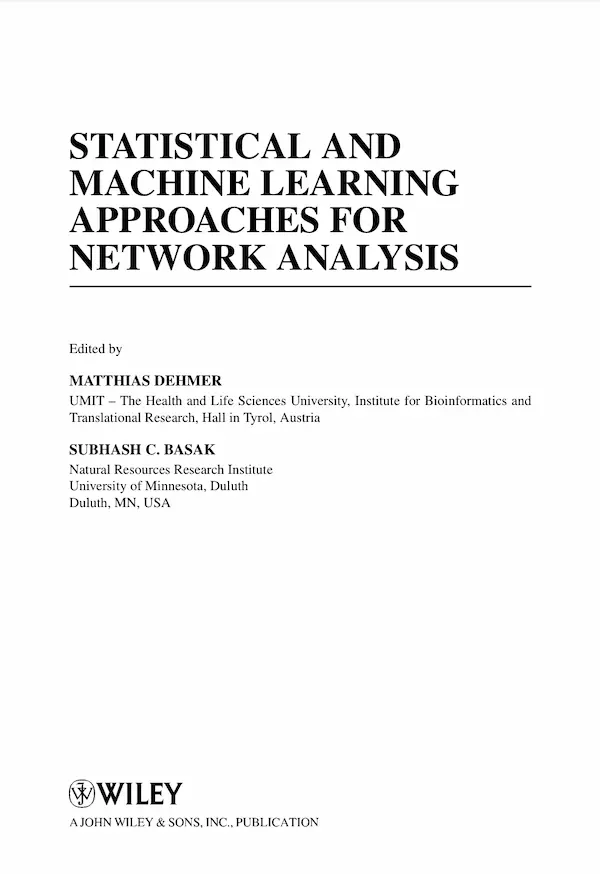 STATISTICAL AND
MACHINE LEARNING
APPROACHES FOR
NETWORK ANALYSIS
Edited by
MATTHIAS DEHMER
UMIT – The Health and Life Sciences University, Institute for Bioinformatics and
Translational Research, Hall in Tyrol, Austria
SUBHASH C. BASAK
Natural Resources Research Institute
University of Minnesota, Duluth
Duluth, MN, USA
WILEY
A JOHN WILEY & SONS, INC., PUBLICATION